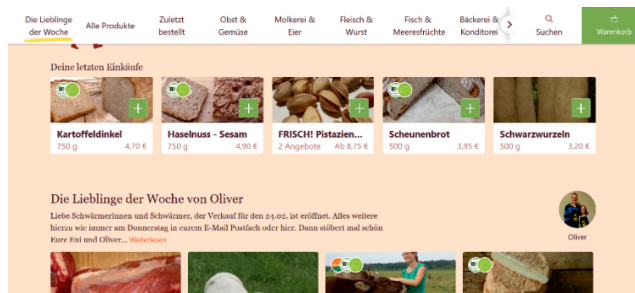 Die Lieblinge der Woche
Alle Produkte
Zuletzt bestellt
Obst & Gemüse
Molkerei & Eier
Fleisch & Wurst
Fisch & Meeresfrüchte
Bäckerei & Konditorei
Suchen
Warenkorb
Deine letzten Einkäufe
Kartoffeldinkel
750 g 4,70 €
Haselnuss - Sesam
750 g 4,90 €
FRISCH! Pistazien...
2 Angebote Ab 8,75 €
Scheunenbrot
500 g 3,95 €
Schwarzwurzeln
500 g 3,20 €
Die Lieblinge der Woche von Oliver
Liebe Schwärmerinnen und Schwärmer, der Verkauf für den 24.02. ist eröffnet. Alles weitere
hierzu wie immer am Donnerstag in eurem E-Mail Postfach oder hier. Dann stöbert mal schön
Eure Eni und Oliver... Weiterlesen
Oliver